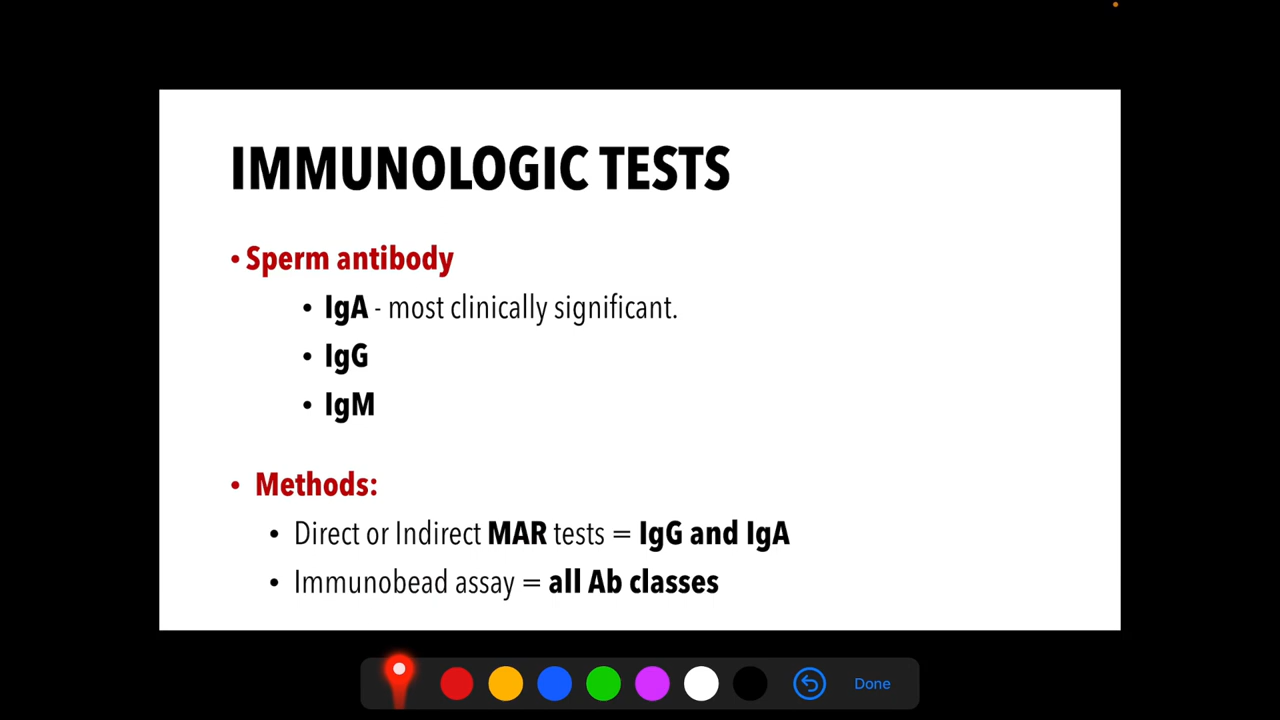 IMMUNOLOGIC TESTS
• Sperm antibody
• IgA - most clinically significant.
• IgG
• IgM
• Methods:
• Direct or Indirect MAR tests = IgG and IgA
• Immunobead assay = all Ab classes
Done